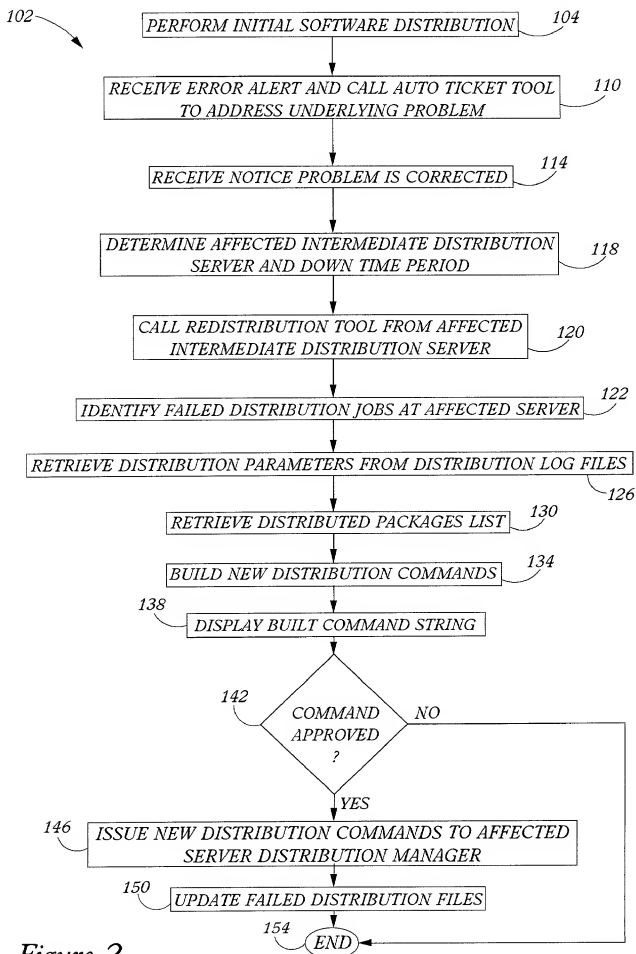 102
PERFORM INITIAL SOFTWARE DISTRIBUTION
104
RECEIVE ERROR ALERT AND CALL AUTO TICKET TOOL
TO ADDRESS UNDERLYING PROBLEM
110
RECEIVE NOTICE PROBLEM IS CORRECTED
114
DETERMINE AFFECTED INTERMEDIATE DISTRIBUTION
SERVER AND DOWN TIME PERIOD
118
CALL REDISTRIBUTION TOOL FROM AFFECTED
INTERMEDIATE DISTRIBUTION SERVER
120
IDENTIFY FAILED DISTRIBUTION JOBS AT AFFECTED SERVER
122
RETRIEVE DISTRIBUTION PARAMETERS FROM DISTRIBUTION LOG FILES
126
RETRIEVE DISTRIBUTED PACKAGES LIST
130
BUILD NEW DISTRIBUTION COMMANDS
134
138
DISPLAY BUILT COMMAND STRING
142
COMMAND
APPROVED
?
NO
YES
146
ISSUE NEW DISTRIBUTION COMMANDS TO AFFECTED
SERVER DISTRIBUTION MANAGER
150
UPDATE FAILED DISTRIBUTION FILES
154
END
Figure 2